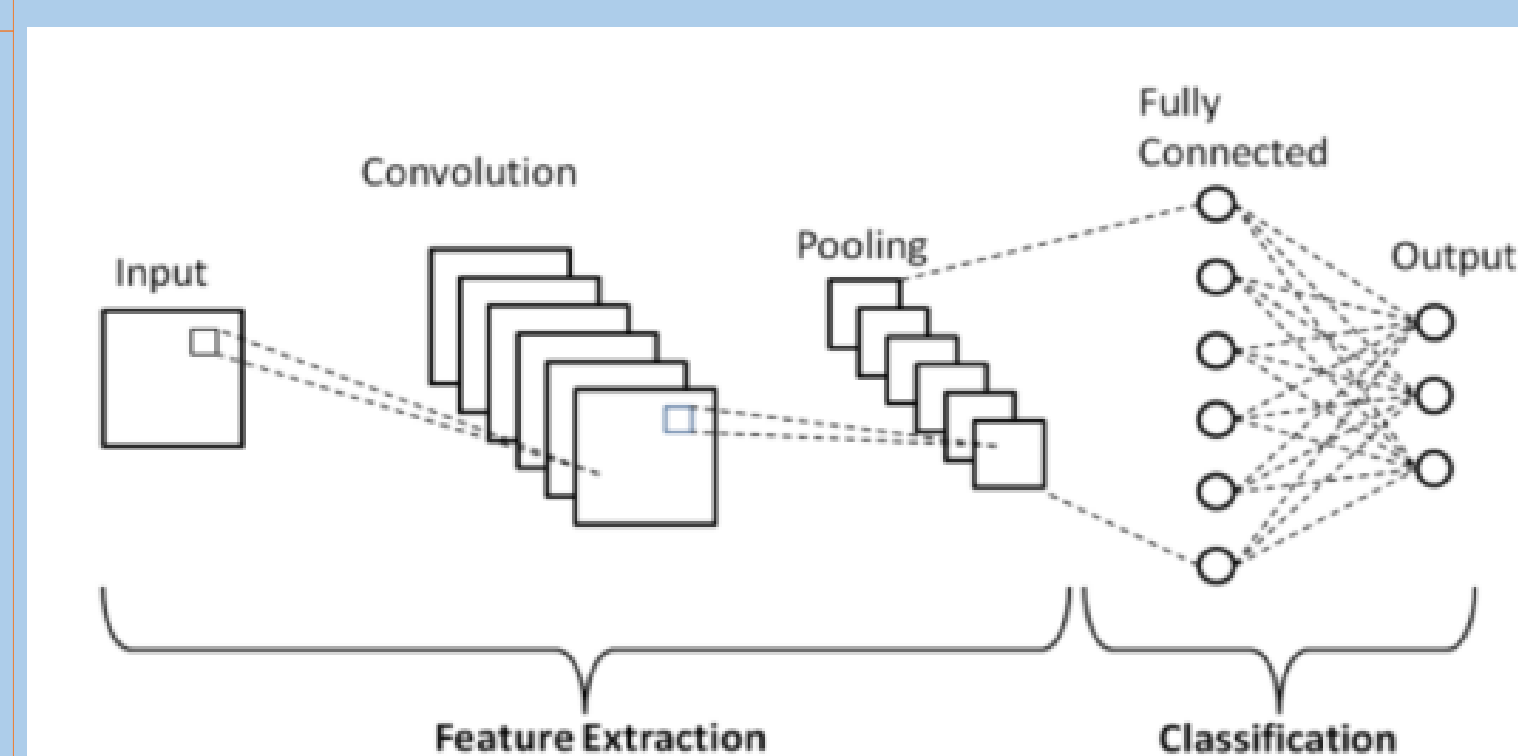 Fully
Connected
Convolution
Pooling
Output
Input
Feature Extraction
Classification